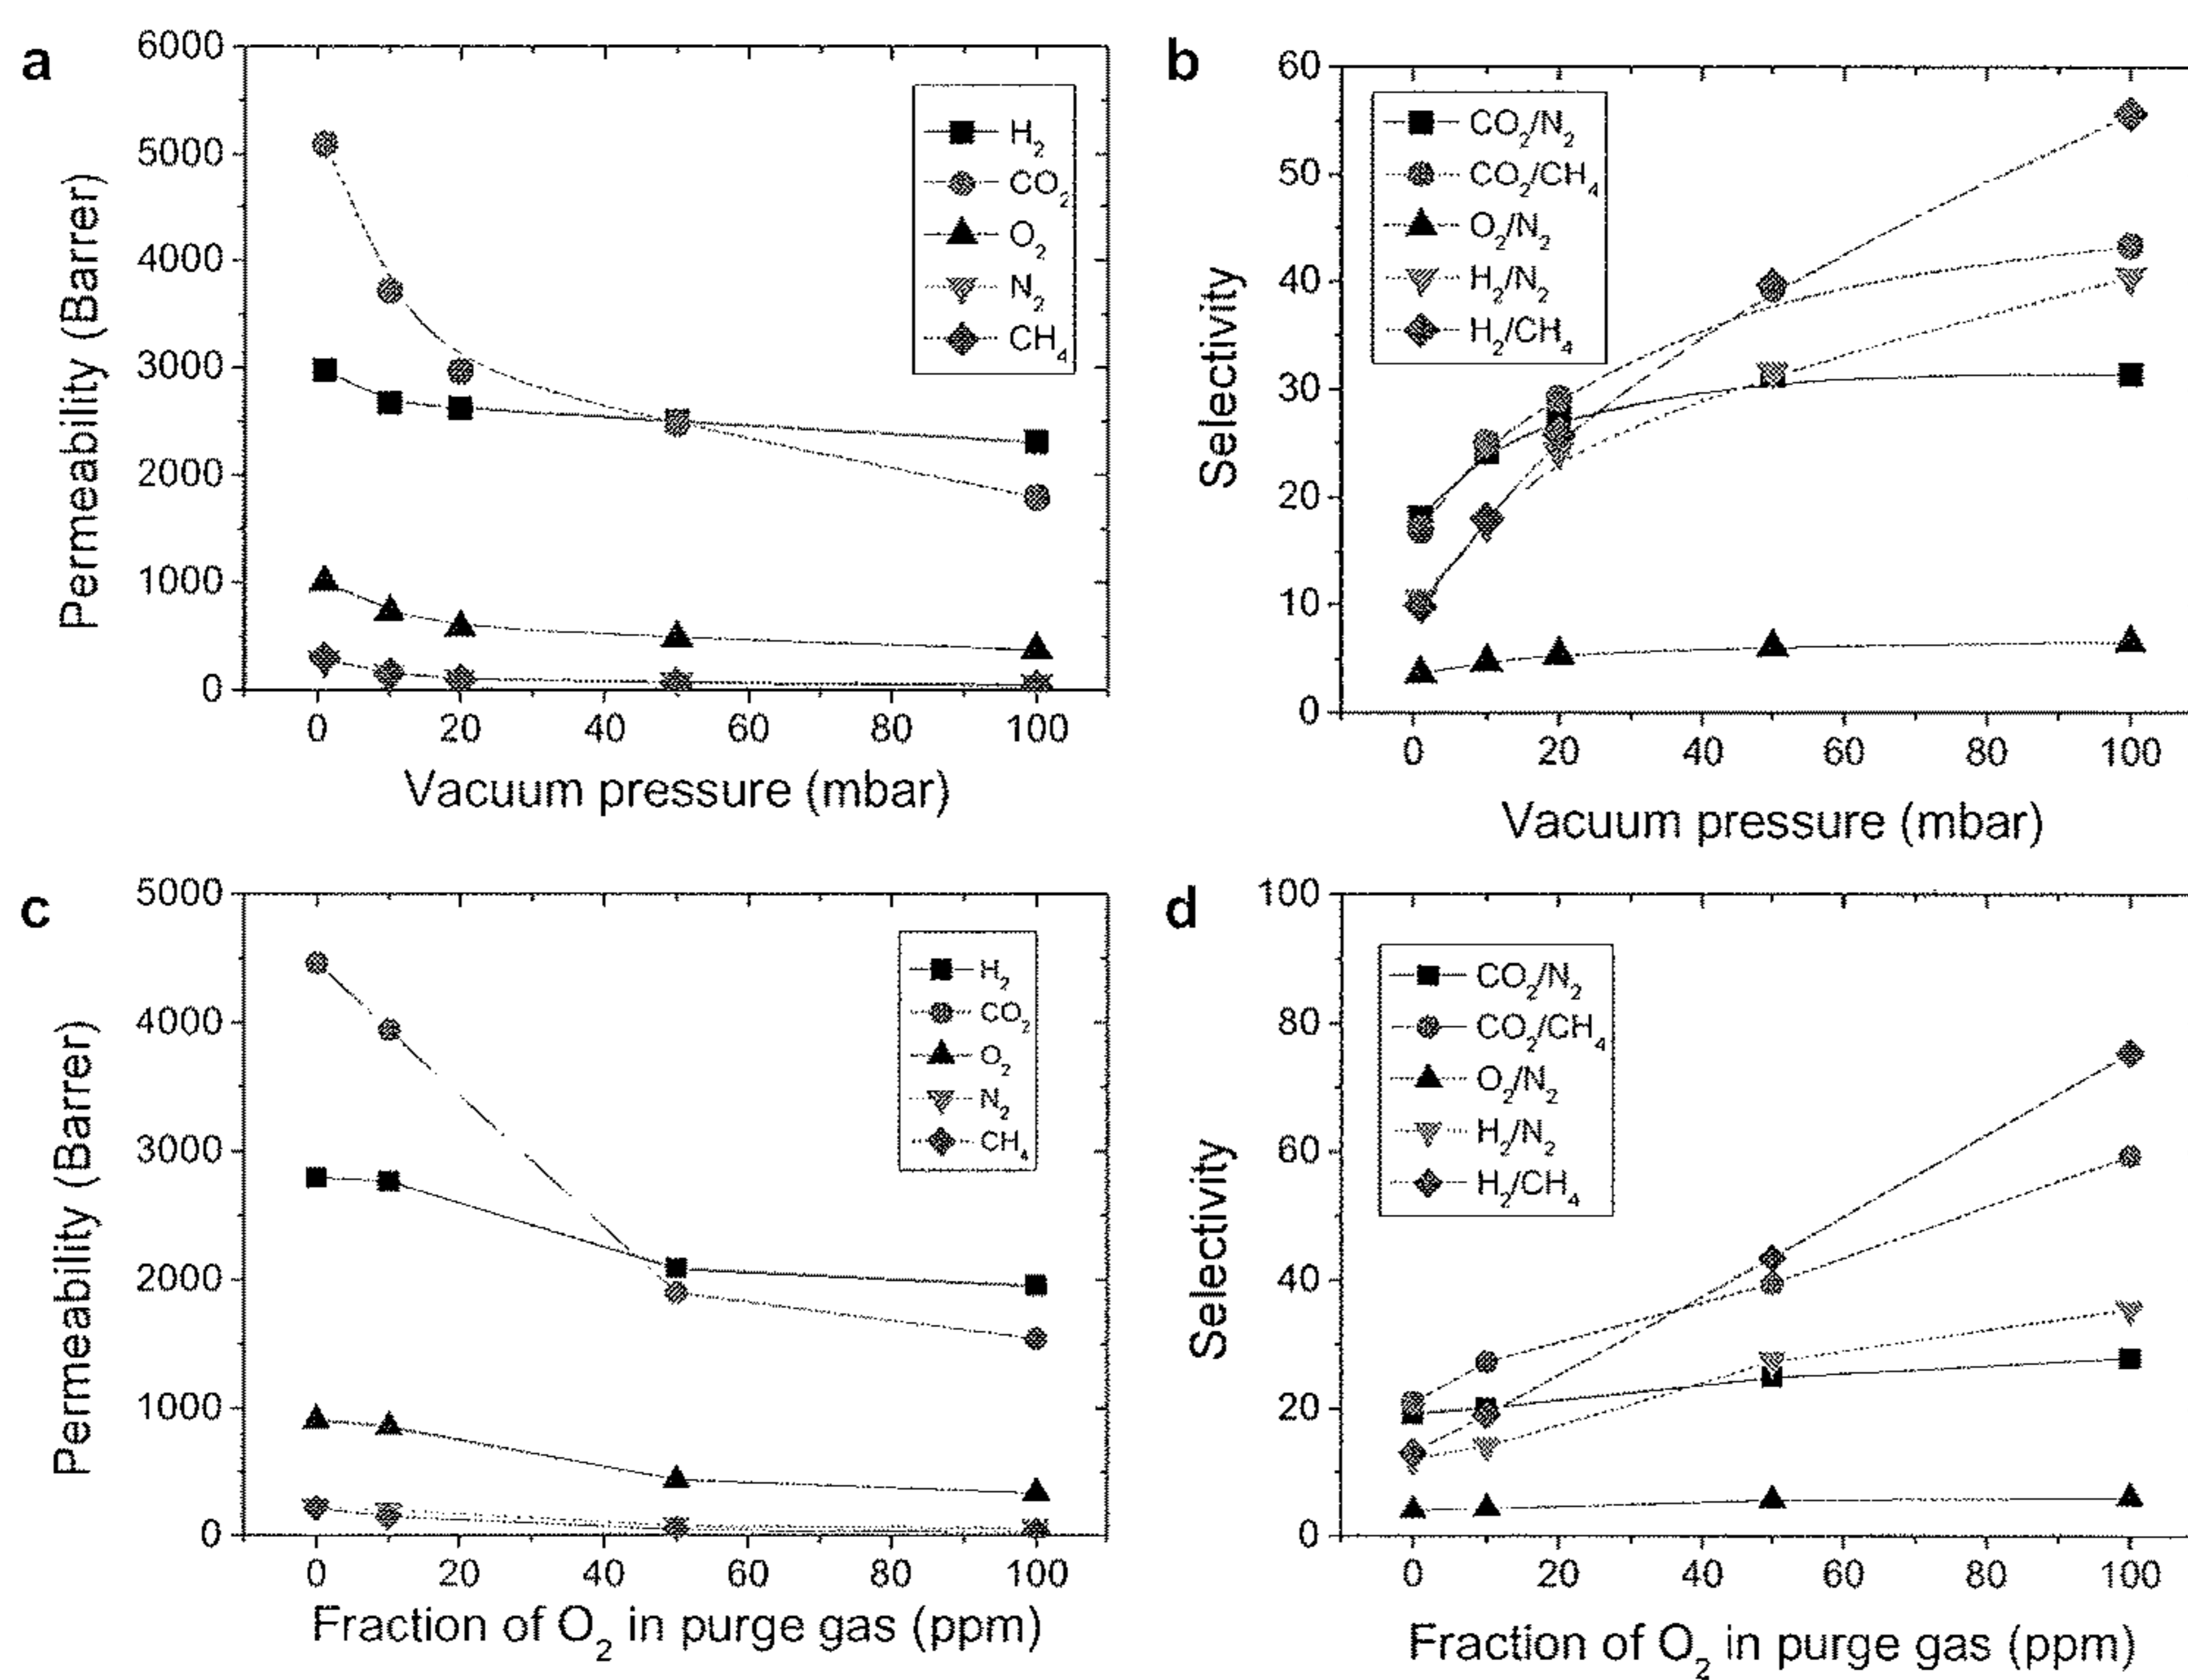 a
6000
5000
4000
3000
2000
1000
0
Permeability (Barrer)
H₂
CO₂
O₂
N₂
CH₄
0 20 40 60 80 100
Vacuum pressure (mbar)
b
60
50
40
30
20
10
0
Selectivity
CO₂/N₂
CO₂/CH₄
O₂/N₂
H₂/N₂
H₂/CH₄
0 20 40 60 80 100
Vacuum pressure (mbar)
c
5000
4000
3000
2000
1000
0
Permeability (Barrer)
H₂
CO₂
O₂
N₂
CH₄
0 20 40 60 80 100
Fraction of O₂ in purge gas (ppm)
d
100
80
60
40
20
0
Selectivity
CO₂/N₂
CO₂/CH₄
O₂/N₂
H₂/N₂
H₂/CH₄
0 20 40 60 80 100
Fraction of O₂ in purge gas (ppm)